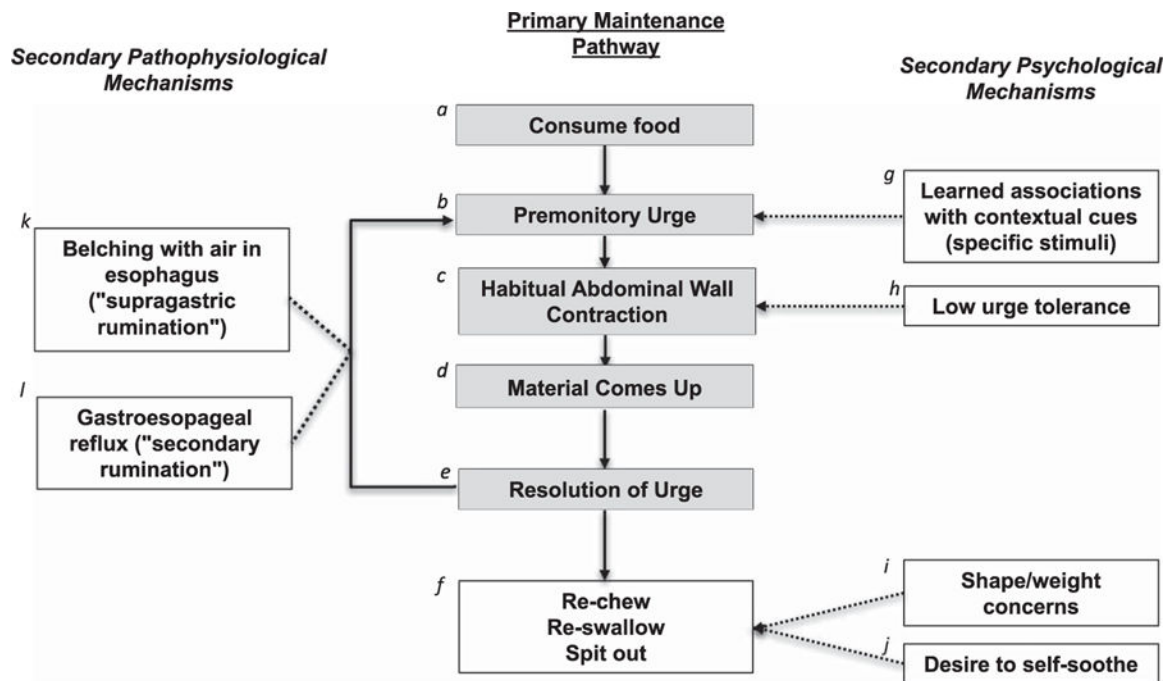 Primary Maintenance
Pathway
Secondary Pathophysiological
Mechanisms
Secondary Psychological
Mechanisms
a
Consume food
b
Premonitory Urge
c
Habitual Abdominal Wall
Contraction
d
Material Comes Up
e
Resolution of Urge
f
Re-chew
Re-swallow
Spit out
g
Learned associations
with contextual cues
(specific stimuli)
h
Low urge tolerance
i
Shape/weight
concerns
j
Desire to self-soothe
k
Belching with air in
esophagus
("supragastric
rumination")
l
Gastroesopageal
reflux ("secondary
rumination")